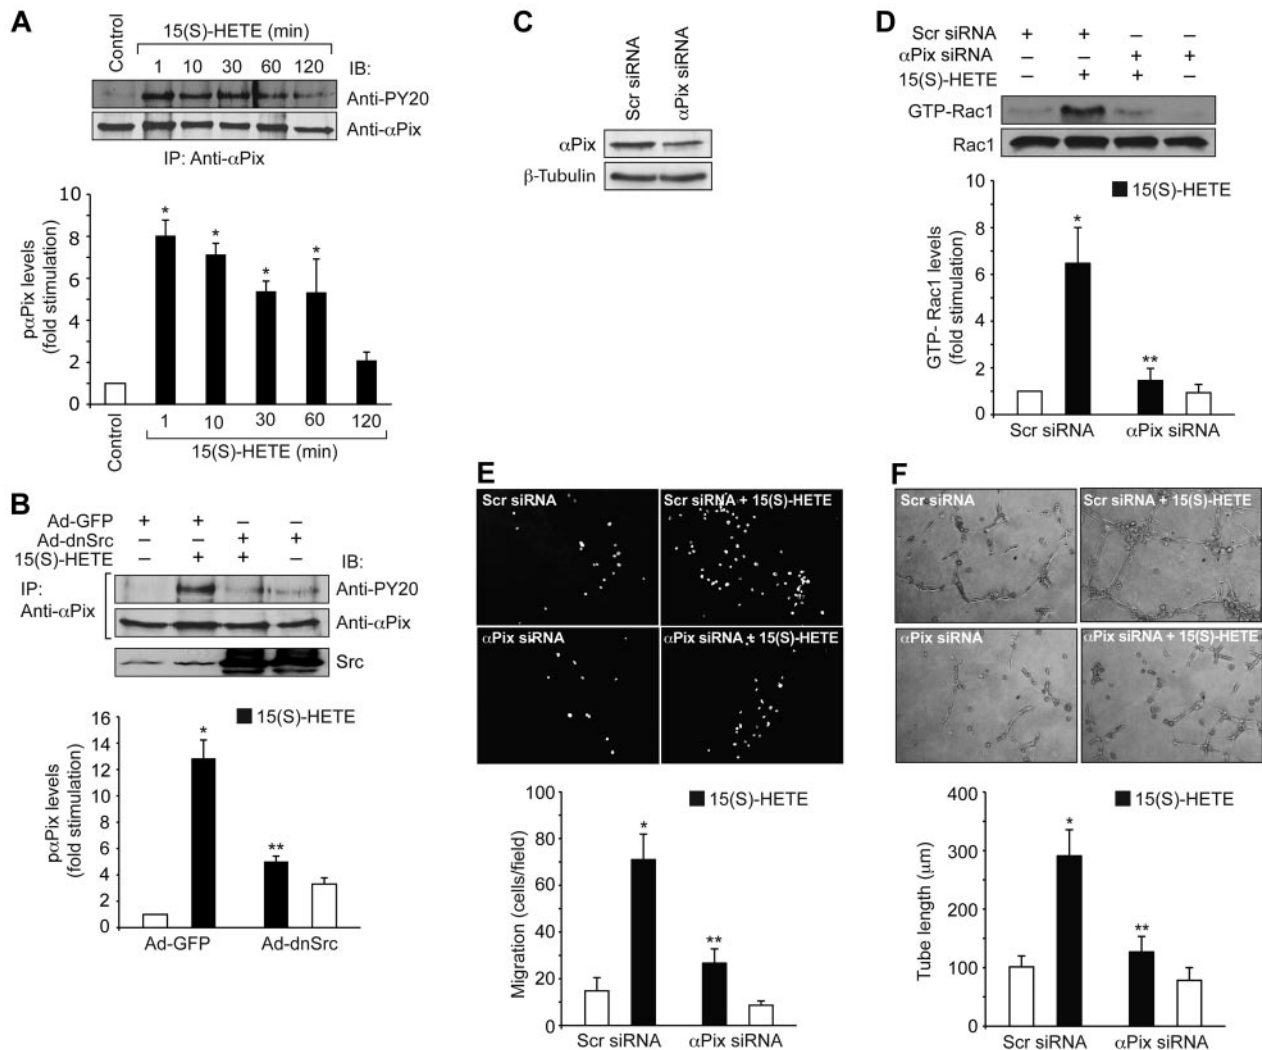 A
15(S)-HETE (min)
Control
1 10 30 60 120 IB:
Anti-PY20
Anti-αPix
IP: Anti-αPix
pαPix levels
(fold stimulation)
10
8
6
4
2
0
* * * *
Control
1 10 30 60 120
15(S)-HETE (min)
B
Ad-GFP + + – –
Ad-dnSrc – – + +
15(S)-HETE – + + – IB:
IP:
Anti-αPix
Anti-PY20
Anti-αPix
Src
15(S)-HETE
pαPix levels
(fold stimulation)
16
14
12
10
8
6
4
2
0
* **
Ad-GFP Ad-dnSrc
C
Scr siRNA
αPix siRNA
αPix
β-Tubulin
D
Scr siRNA + + – –
αPix siRNA – – + +
15(S)-HETE – + + –
GTP-Rac1
Rac1
15(S)-HETE
GTP- Rac1 levels
(fold stimulation)
10
8
6
4
2
0
* **
Scr siRNA αPix siRNA
E
Scr siRNA
Scr siRNA + 15(S)-HETE
αPix siRNA
αPix siRNA + 15(S)-HETE
15(S)-HETE
Migration (cells/field)
100
80
60
40
20
0
* **
Scr siRNA αPix siRNA
F
Scr siRNA
Scr siRNA + 15(S)-HETE
αPix siRNA
αPix siRNA + 15(S)-HETE
15(S)-HETE
Tube length (µm)
400
300
200
100
0
* **
Scr siRNA αPix siRNA